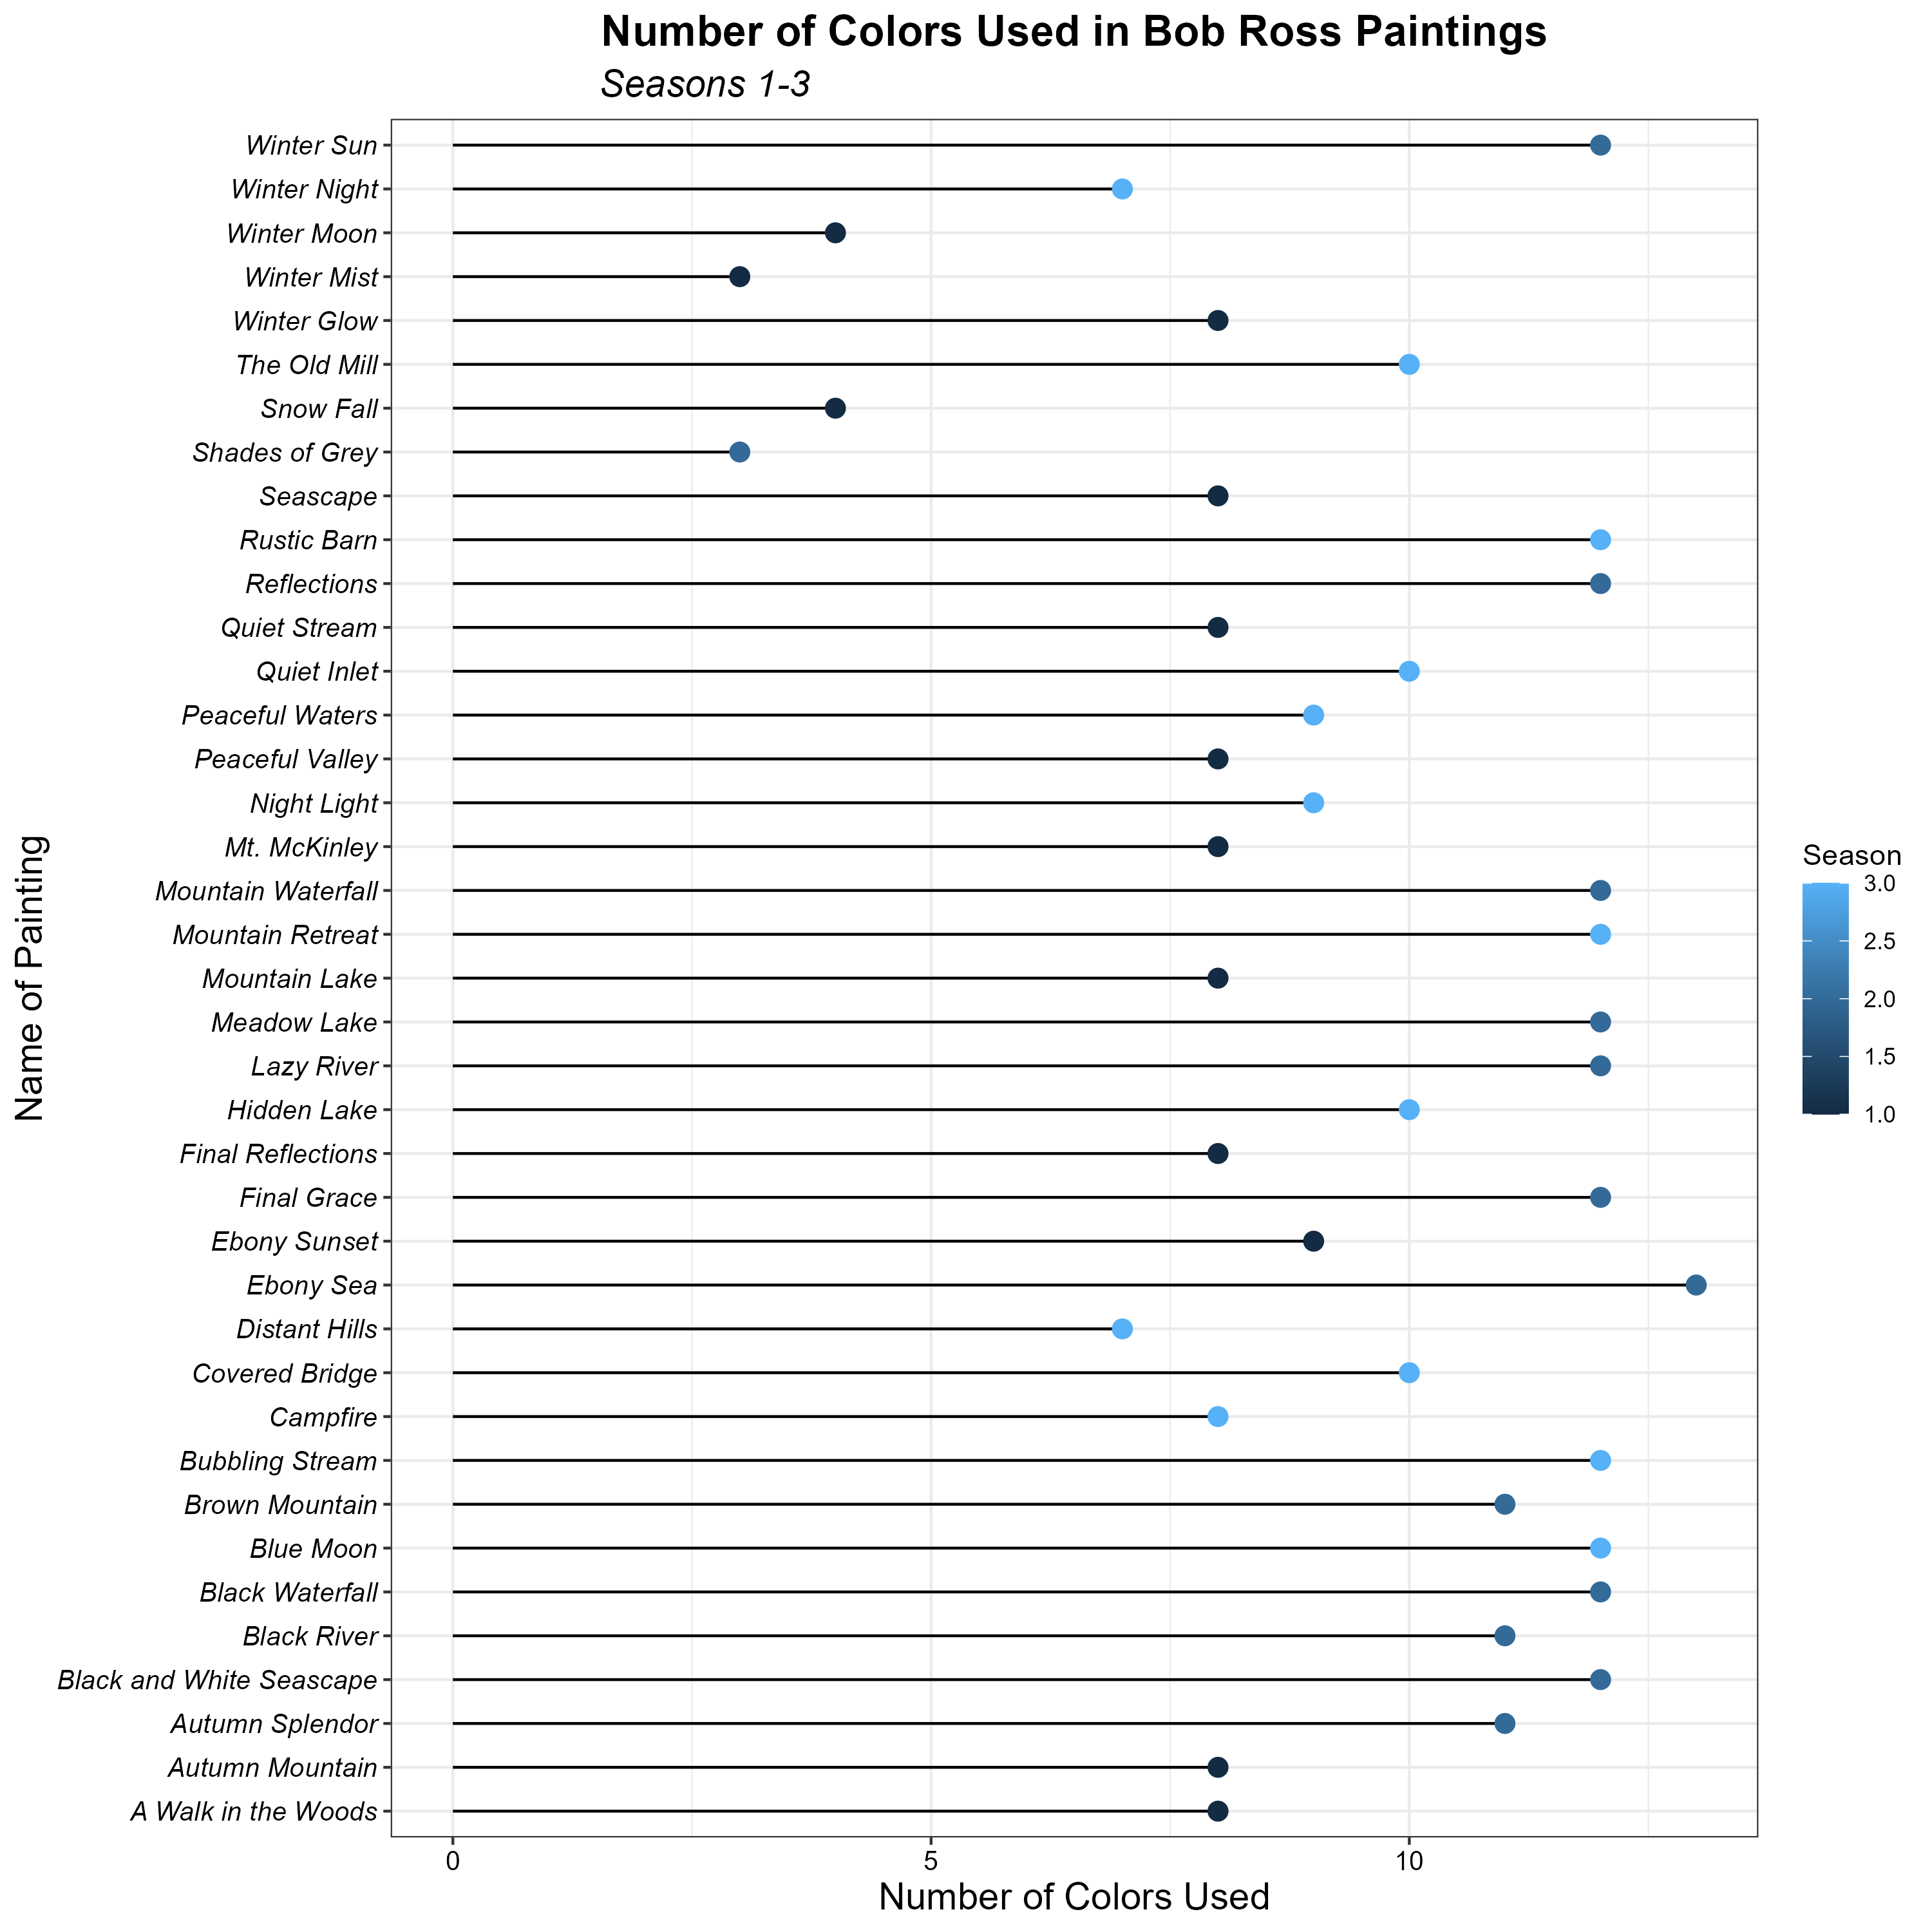 Number of Colors Used in Bob Ross Paintings
Seasons 1-3
Name of Painting
Winter Sun
Winter Night
Winter Moon
Winter Mist
Winter Glow
The Old Mill
Snow Fall
Shades of Grey
Seascape
Rustic Barn
Reflections
Quiet Stream
Quiet Inlet
Peaceful Waters
Peaceful Valley
Night Light
Mt. McKinley
Mountain Waterfall
Mountain Retreat
Mountain Lake
Meadow Lake
Lazy River
Hidden Lake
Final Reflections
Final Grace
Ebony Sunset
Ebony Sea
Distant Hills
Covered Bridge
Campfire
Bubbling Stream
Brown Mountain
Blue Moon
Black Waterfall
Black River
Black and White Seascape
Autumn Splendor
Autumn Mountain
A Walk in the Woods
0 5 10
Number of Colors Used
Season
3.0
2.5
2.0
1.5
1.0